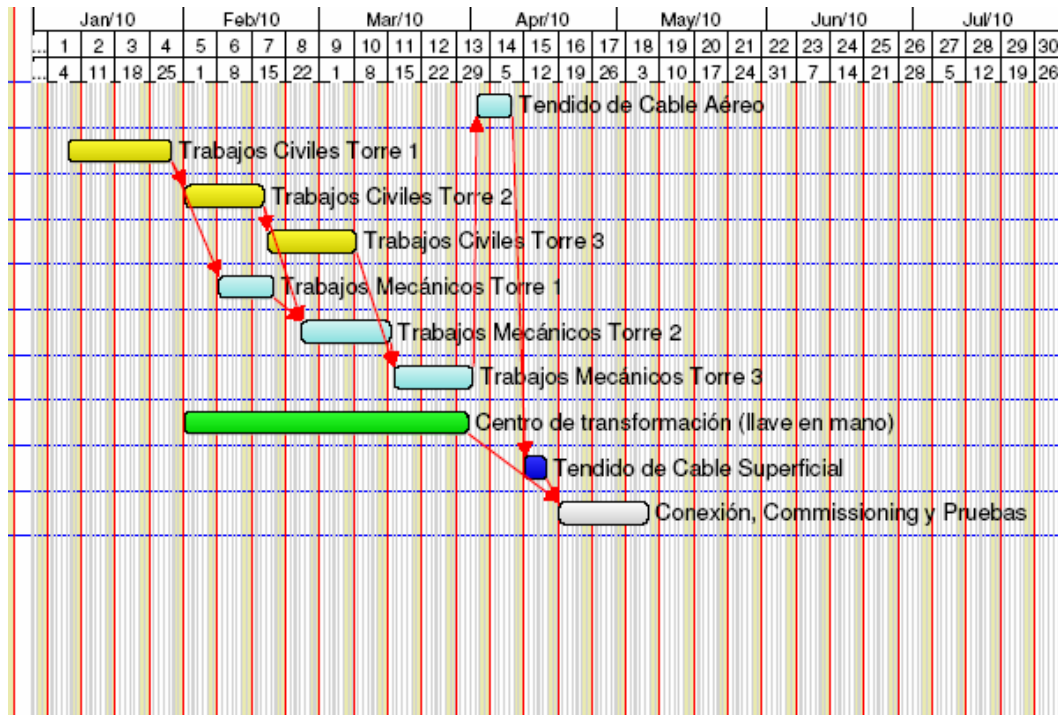 Jan/10 Feb/10 Mar/10 Apr/10 May/10 Jun/10 Jul/10
... 1 2 3 4 5 6 7 8 9 10 11 12 13 14 15 16 17 18 19 20 21 22 23 24 25 26 27 28 29 30
... 4 11 18 25 1 8 15 22 1 8 15 22 29 5 12 19 26 3 10 17 24 31 7 14 21 28 5 12 19 26
Tendido de Cable Aéreo
Trabajos Civiles Torre 1
Trabajos Civiles Torre 2
Trabajos Civiles Torre 3
Trabajos Mecánicos Torre 1
Trabajos Mecánicos Torre 2
Trabajos Mecánicos Torre 3
Centro de transformación (llave en mano)
Tendido de Cable Superficial
Conexión, Commissioning y Pruebas